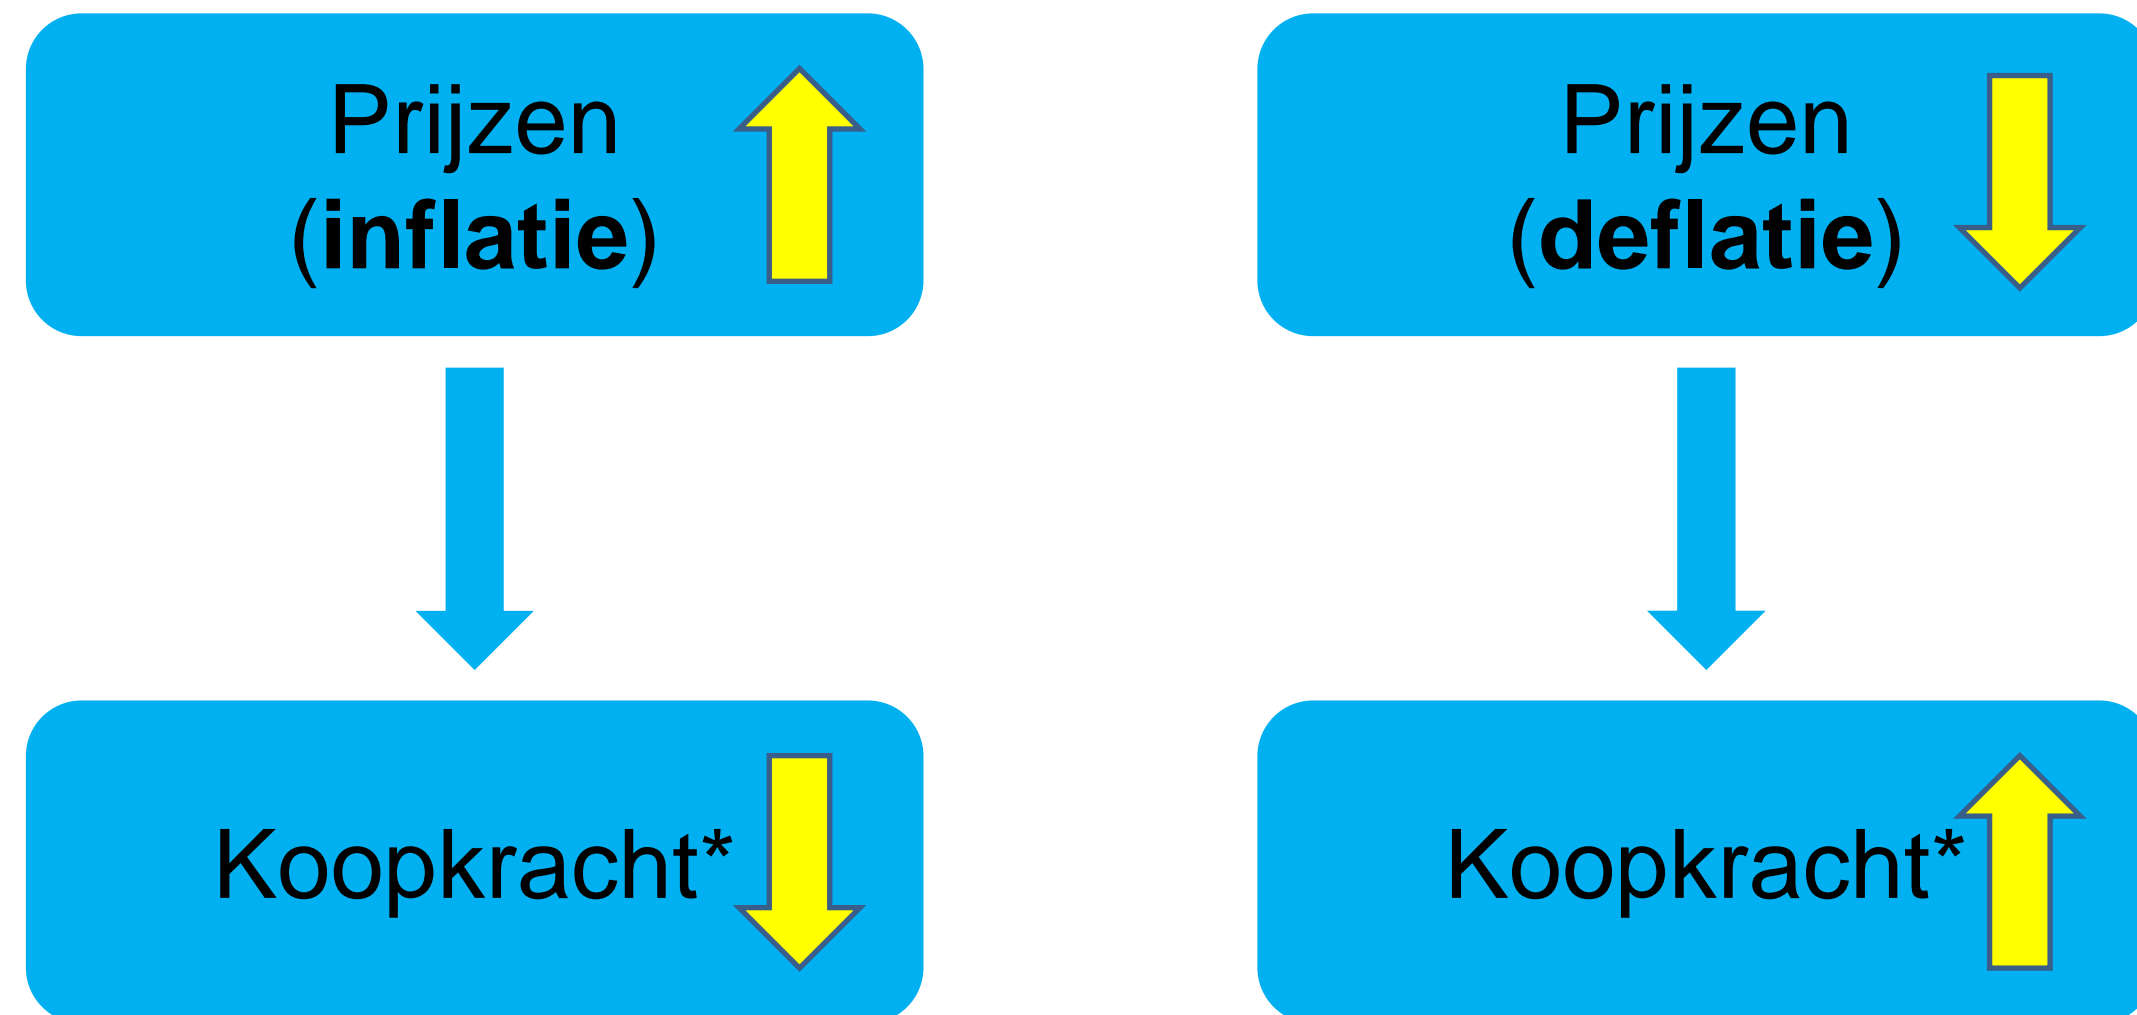 Prijzen
(inflatie)
Prijzen
(deflatie)
Koopkracht*
Koopkracht*